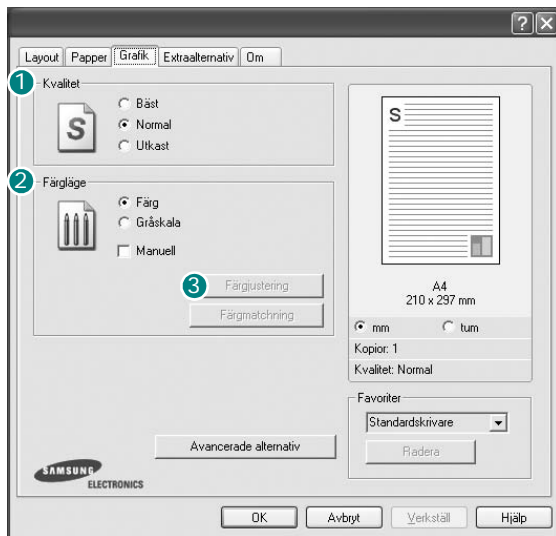 Layout Papper Grafik Extraalternativ Om
1 Kvalitet
S
Bäst
Normal
Utkast
2 Färgläge
Färg
Gråskala
Manuell
3 Färgjustering
Färgmatchning
Avancerade alternativ
SAMSUNG
ELECTRONICS
S
A4
210 x 297 mm
mm tum
Kopior: 1
Kvalitet: Normal
Favoriter
Standardskrivare
Radera
OK Avbryt Verkställ Hjälp